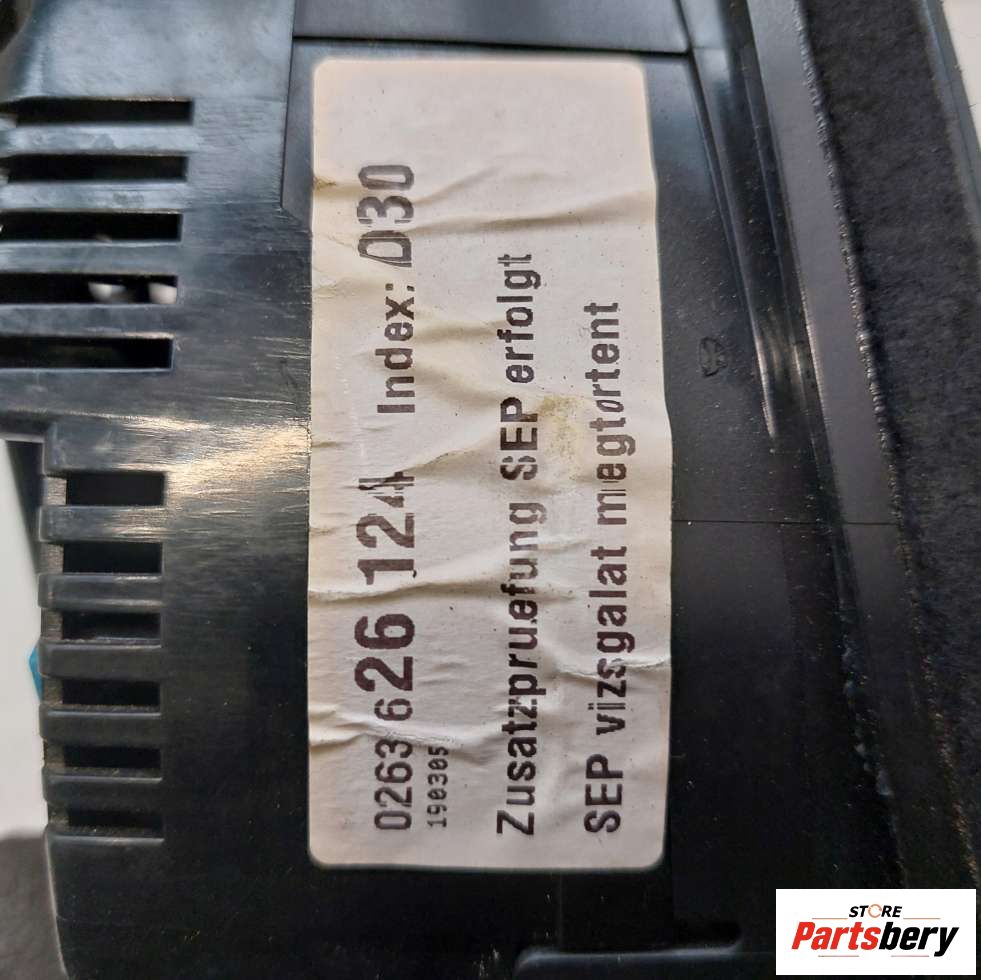 0263 626 124 Index: D30
190305
Zusatzpruefung SEP erfolgt
SEP vizsgalat megtortent
STORE
Partsbery